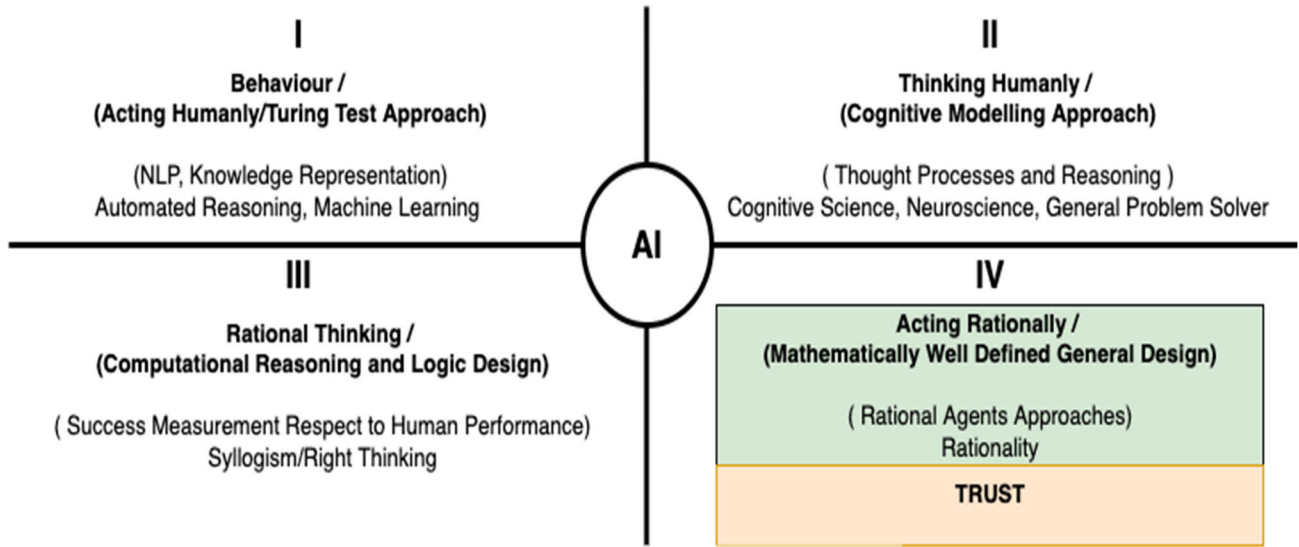 I
Behaviour /
(Acting Humanly/Turing Test Approach)
(NLP, Knowledge Representation)
Automated Reasoning, Machine Learning
II
Thinking Humanly /
(Cognitive Modelling Approach)
( Thought Processes and Reasoning )
Cognitive Science, Neuroscience, General Problem Solver
AI
III
Rational Thinking /
(Computational Reasoning and Logic Design)
( Success Measurement Respect to Human Performance)
Syllogism/Right Thinking
IV
Acting Rationally /
(Mathematically Well Defined General Design)
( Rational Agents Approaches)
Rationality
TRUST